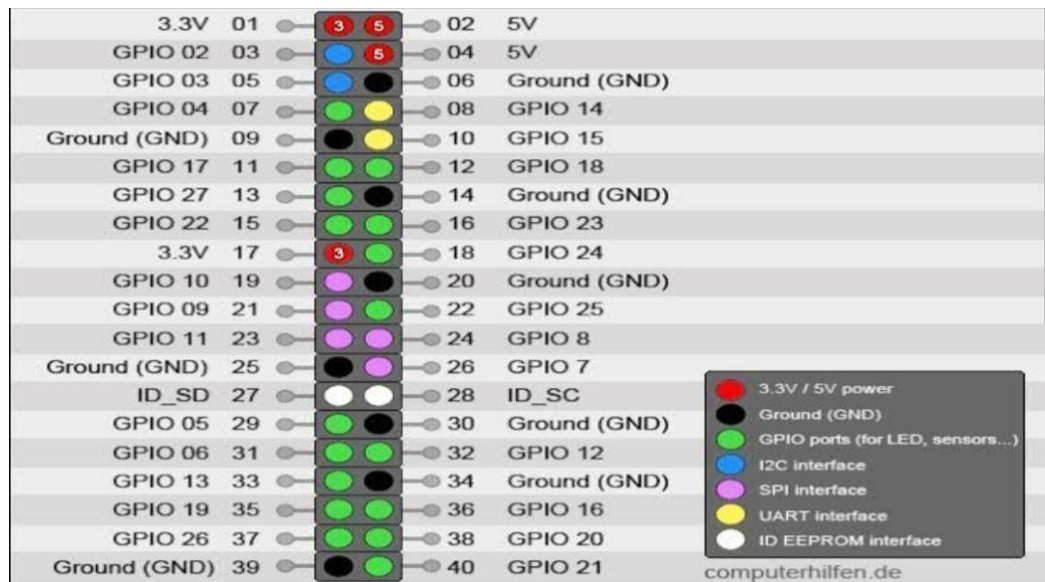 3.3V 01 3 5 02 5V
GPIO 02 03 5 04 5V
GPIO 03 05 06 Ground (GND)
GPIO 04 07 08 GPIO 14
Ground (GND) 09 10 GPIO 15
GPIO 17 11 12 GPIO 18
GPIO 27 13 14 Ground (GND)
GPIO 22 15 16 GPIO 23
3.3V 17 3 18 GPIO 24
GPIO 10 19 20 Ground (GND)
GPIO 09 21 22 GPIO 25
GPIO 11 23 24 GPIO 8
Ground (GND) 25 26 GPIO 7
ID_SD 27 28 ID_SC
GPIO 05 29 30 Ground (GND)
GPIO 06 31 32 GPIO 12
GPIO 13 33 34 Ground (GND)
GPIO 19 35 36 GPIO 16
GPIO 26 37 38 GPIO 20
Ground (GND) 39 40 GPIO 21
3.3V / 5V power
Ground (GND)
GPIO ports (for LED, sensors...)
I2C interface
SPI interface
UART interface
ID EEPROM interface
computerhilfen.de